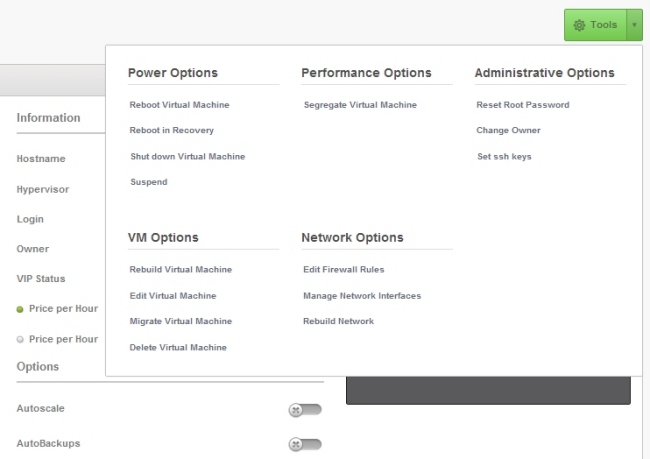 Tools
Power Options
Reboot Virtual Machine
Reboot in Recovery
Shut down Virtual Machine
Suspend
Performance Options
Segregate Virtual Machine
Administrative Options
Reset Root Password
Change Owner
Set ssh keys
VM Options
Rebuild Virtual Machine
Edit Virtual Machine
Migrate Virtual Machine
Delete Virtual Machine
Network Options
Edit Firewall Rules
Manage Network Interfaces
Rebuild Network
Information
Hostname
Hypervisor
Login
Owner
VIP Status
Price per Hour
Price per Hour
Options
Autoscale
AutoBackups